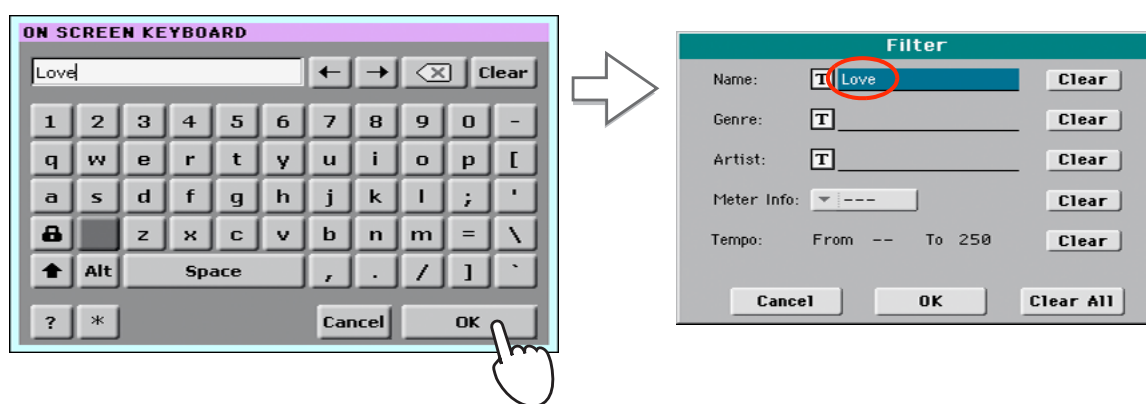 ON SCREEN KEYBOARD
Love ← → Clear
1 2 3 4 5 6 7 8 9 0 -
q w e r t y u i o p [
a s d f g h j k l ; '
z x c v b n m = \
Alt Space , . / ] `
? * Cancel OK
Filter
Name: T Love Clear
Genre: T Clear
Artist: T Clear
Meter Info: --- Clear
Tempo: From -- To 250 Clear
Cancel OK Clear All